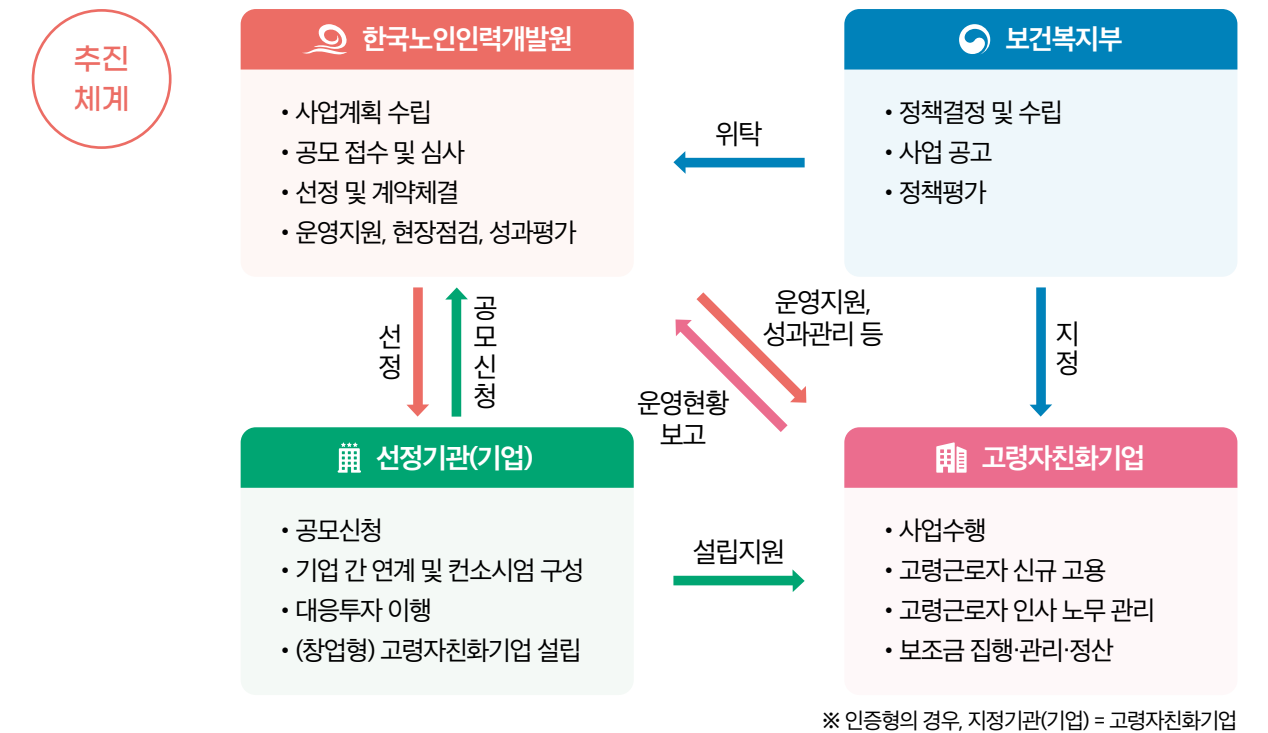 추진
체계
한국노인인력개발원
• 사업계획 수립
• 공모 접수 및 심사
• 선정 및 계약체결
• 운영지원, 현장점검, 성과평가
위탁
보건복지부
• 정책결정 및 수립
• 사업 공고
• 정책평가
선정
공모신청
운영지원,
성과관리 등
운영현황
보고
지정
선정기관(기업)
• 공모신청
• 기업 간 연계 및 컨소시엄 구성
• 대응투자 이행
• (창업형) 고령자친화기업 설립
설립지원
고령자친화기업
• 사업수행
• 고령근로자 신규 고용
• 고령근로자 인사 노무 관리
• 보조금 집행·관리·정산
※ 인증형의 경우, 지정기관(기업) = 고령자친화기업